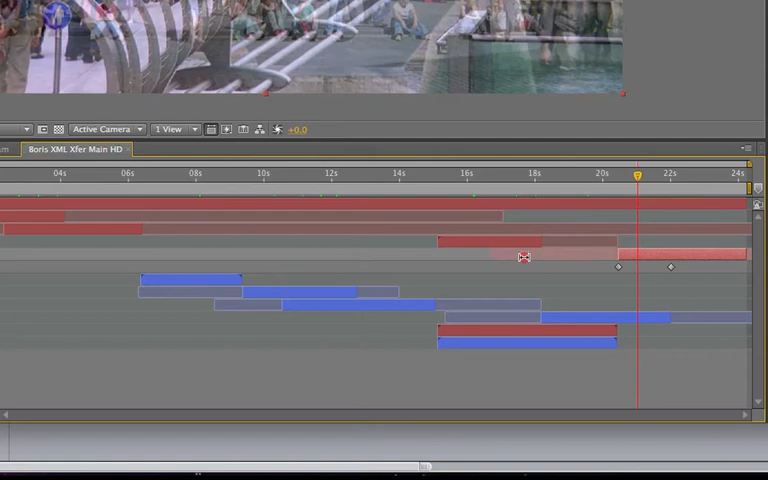 Active Camera 1 View +0.0
am Boris XML Xfer Main HD
04s 06s 08s 10s 12s 14s 16s 18s 20s 22s 24s